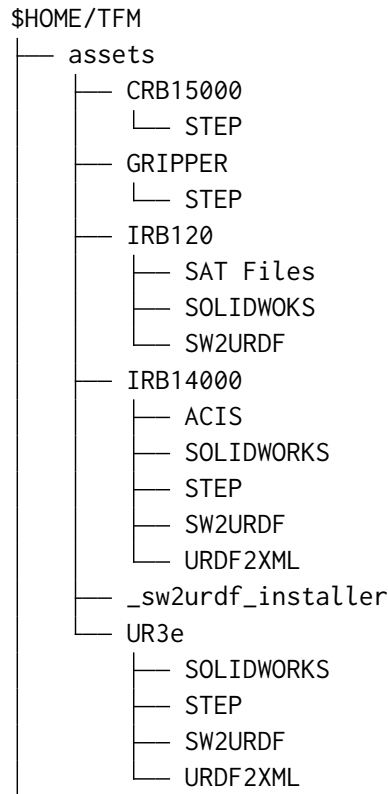 $HOME/TFM
├── assets
│   ├── CRB15000
│   │   └── STEP
│   ├── GRIPPER
│   │   └── STEP
│   ├── IRB120
│   │   ├── SAT Files
│   │   ├── SOLIDWOKS
│   │   └── SW2URDF
│   ├── IRB14000
│   │   ├── ACIS
│   │   ├── SOLIDWORKS
│   │   ├── STEP
│   │   ├── SW2URDF
│   │   └── URDF2XML
│   ├── _sw2urdf_installer
│   └── UR3e
│       ├── SOLIDWORKS
│       ├── STEP
│       ├── SW2URDF
│       └── URDF2XML